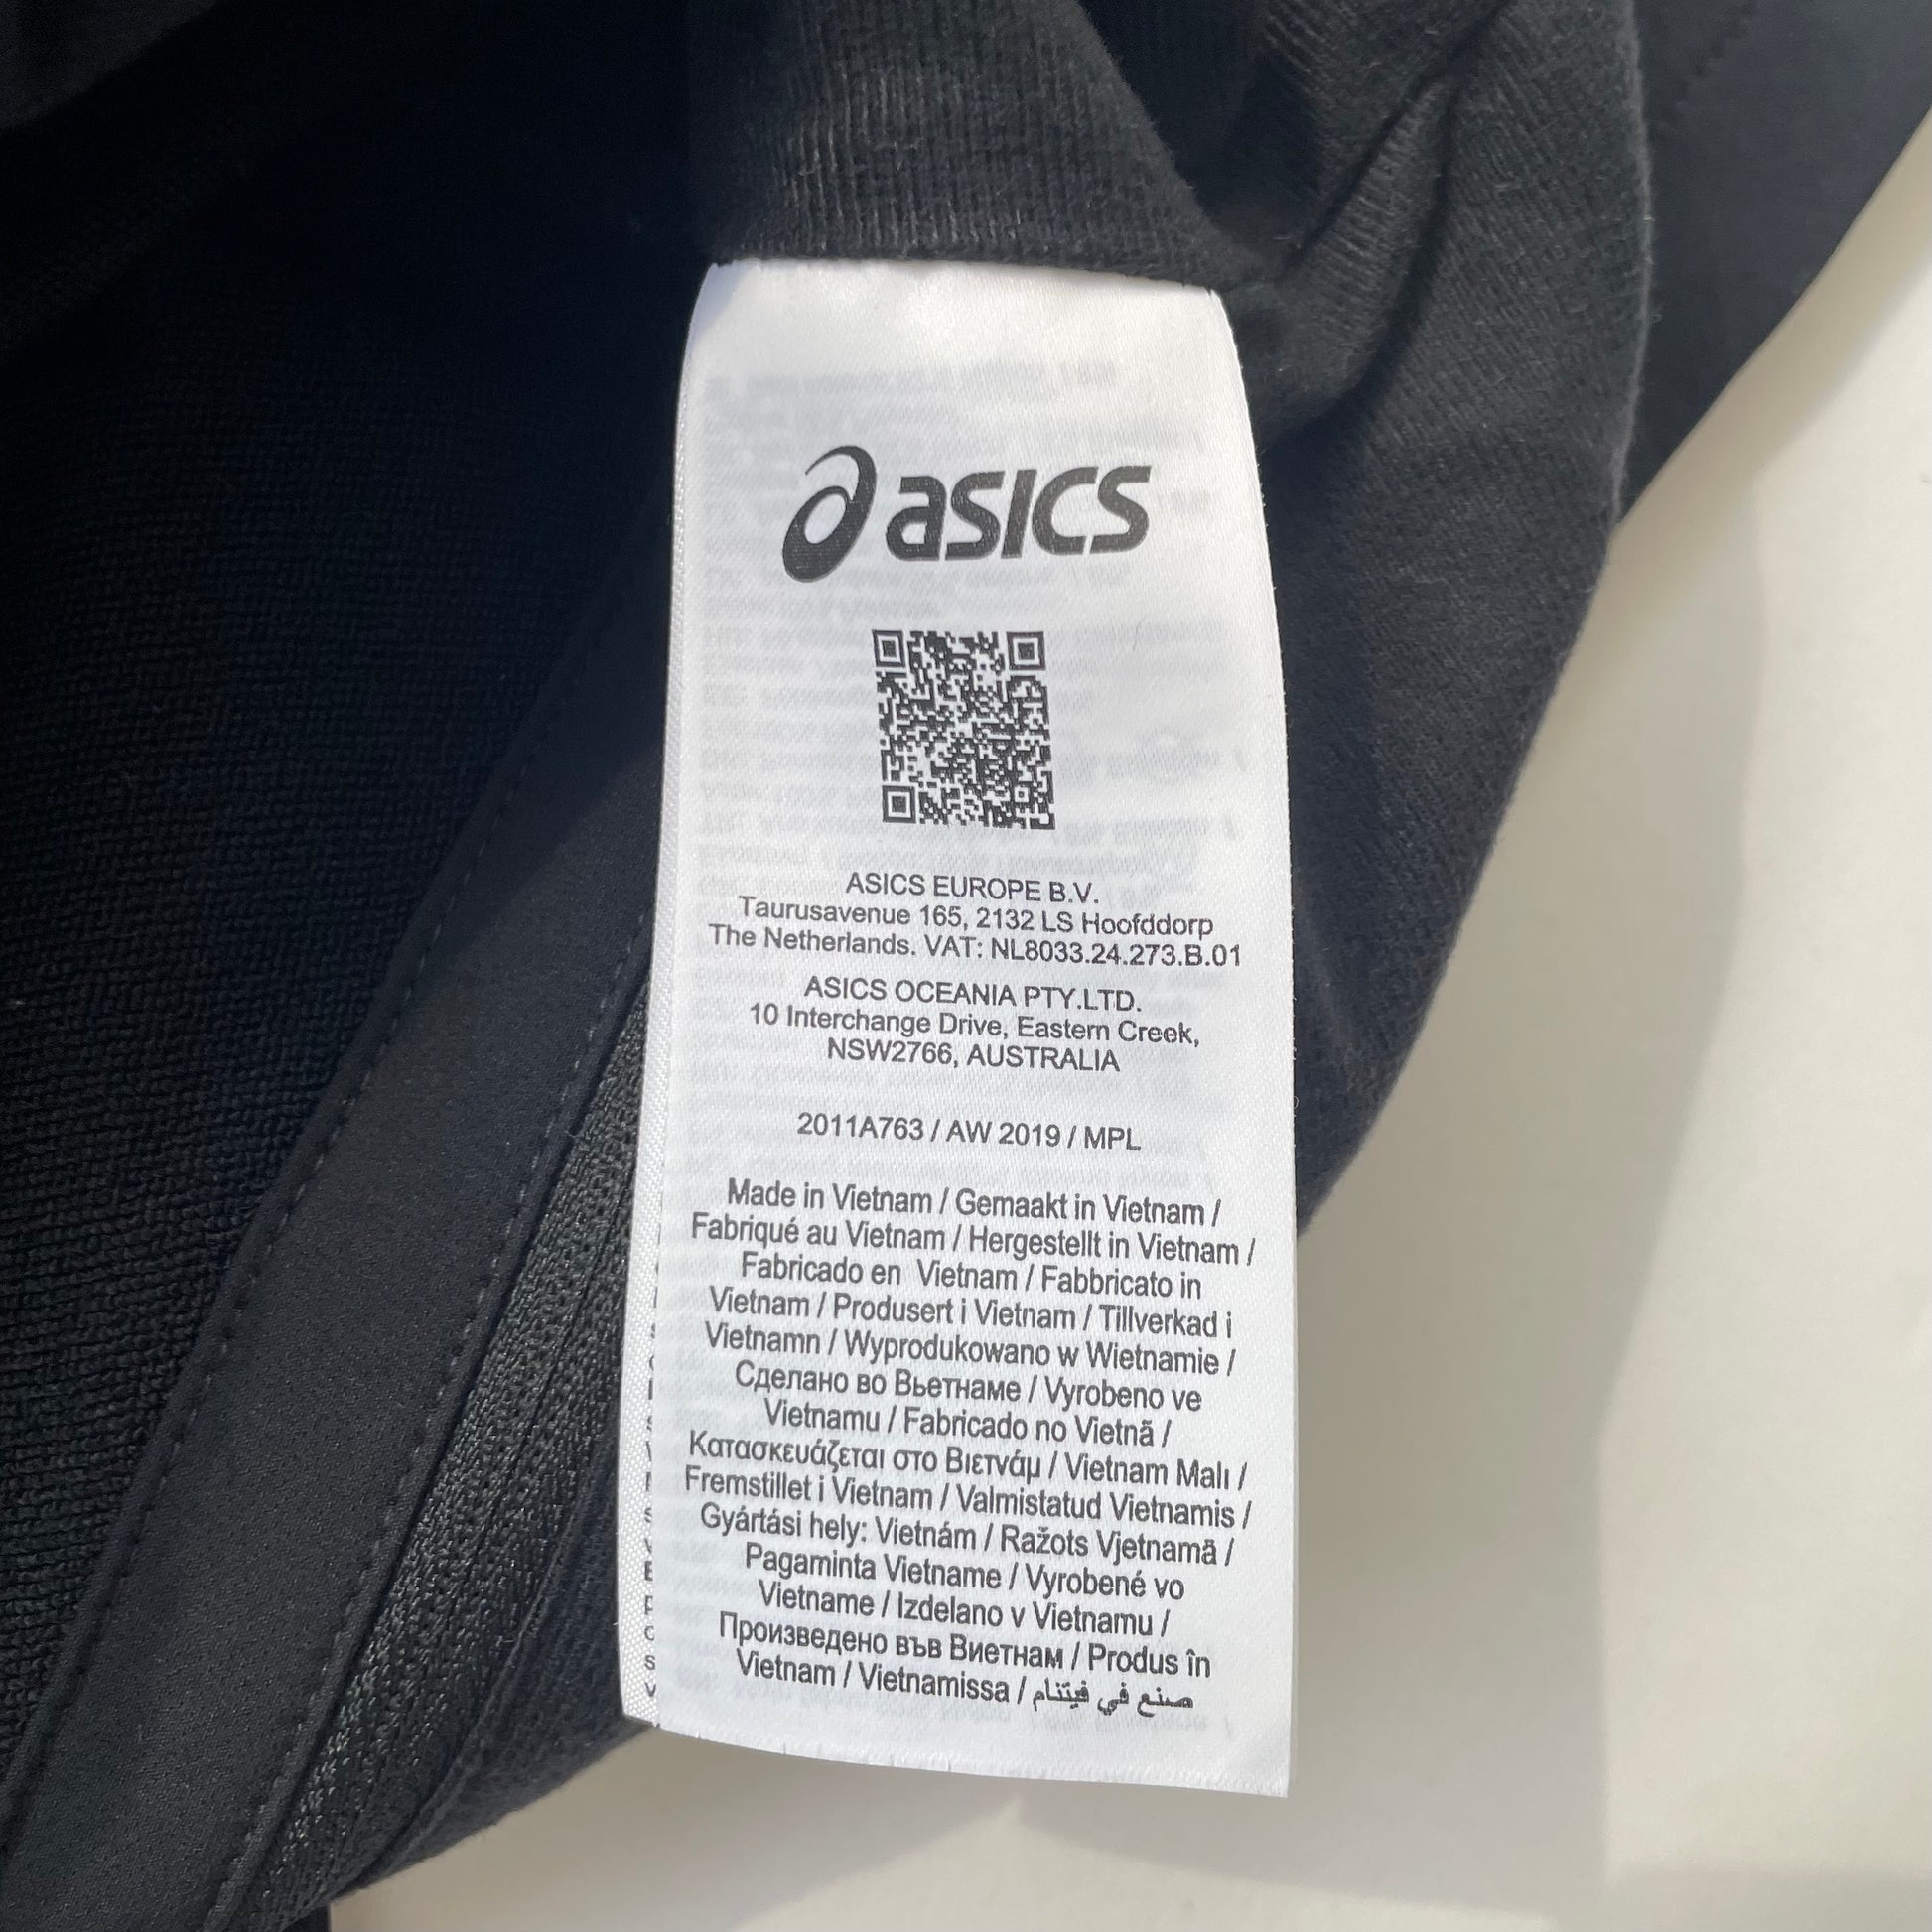 asics
ASICS EUROPE B.V.
Taurusavenue 165, 2132 LS Hoofddorp
The Netherlands. VAT: NL8033.24.273.B.01
ASICS OCEANIA PTY.LTD.
10 Interchange Drive, Eastern Creek,
NSW2766, AUSTRALIA
2011A763 / AW 2019 / MPL
Made in Vietnam / Gemaakt in Vietnam /
Fabriqué au Vietnam / Hergestellt in Vietnam /
Fabricado en Vietnam / Fabbricato in
Vietnam / Produsert i Vietnam / Tillverkad i
Vietnamn / Wyprodukowano w Wietnamie /
Сделано во Вьетнаме / Vyrobeno ve
Vietnamu / Fabricado no Vietnã /
Κατασκευάζεται στο Βιετνάμ / Vietnam Malı /
Fremstillet i Vietnam / Valmistatud Vietnamis /
Gyártási hely: Vietnám / Ražots Vjetnamā /
Pagaminta Vietname / Vyrobené vo
Vietname / Izdelano v Vietnamu /
Произведено във Виетнам / Produs în
Vietnam / Vietnamissa / صنع في فيتنام